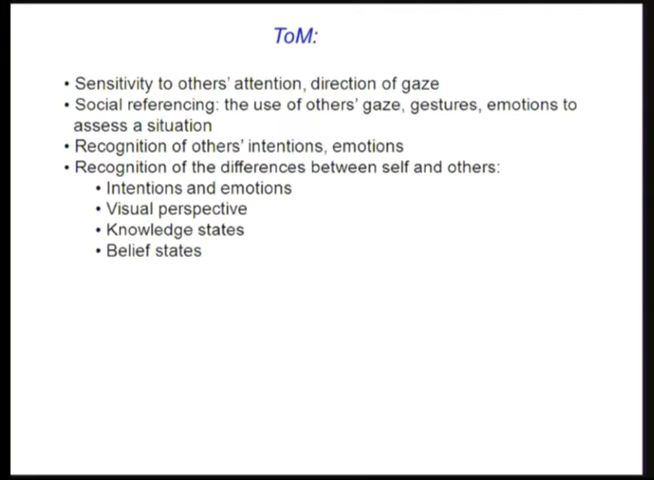 ToM:
• Sensitivity to others' attention, direction of gaze
• Social referencing: the use of others' gaze, gestures, emotions to
assess a situation
• Recognition of others' intentions, emotions
• Recognition of the differences between self and others:
• Intentions and emotions
• Visual perspective
• Knowledge states
• Belief states